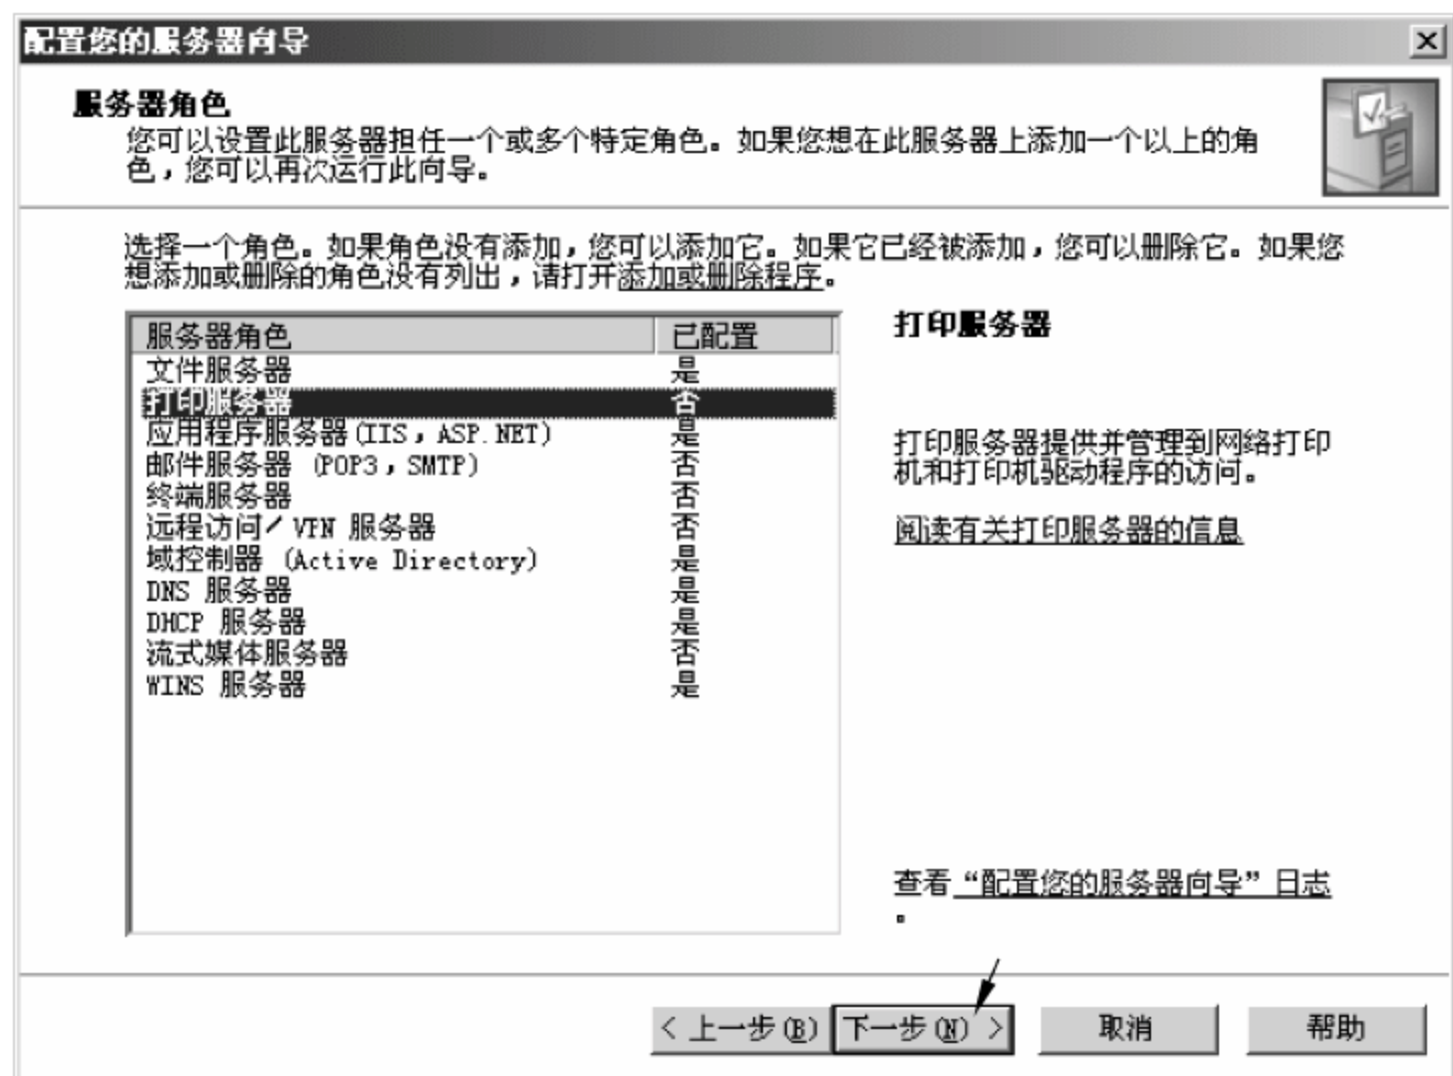 配置您的服务器向导
服务器角色
您可以设置此服务器担任一个或多个特定角色。如果您想在此服务器上添加一个以上的角
色，您可以再次运行此向导。
选择一个角色。如果角色没有添加，您可以添加它。如果它已经被添加，您可以删除它。如果您
想添加或删除的角色没有列出，请打开添加或删除程序。
服务器角色 已配置
文件服务器 是
打印服务器 否
应用程序服务器(IIS，ASP.NET) 是
邮件服务器 (POP3，SMTP) 否
终端服务器 否
远程访问/ VPN 服务器 否
域控制器 (Active Directory) 是
DNS 服务器 是
DHCP 服务器 是
流式媒体服务器 否
WINS 服务器 是
打印服务器
打印服务器提供并管理到网络打印
机和打印机驱动程序的访问。
阅读有关打印服务器的信息
查看“配置您的服务器向导”日志
。
< 上一步(B) 下一步(N) > 取消 帮助